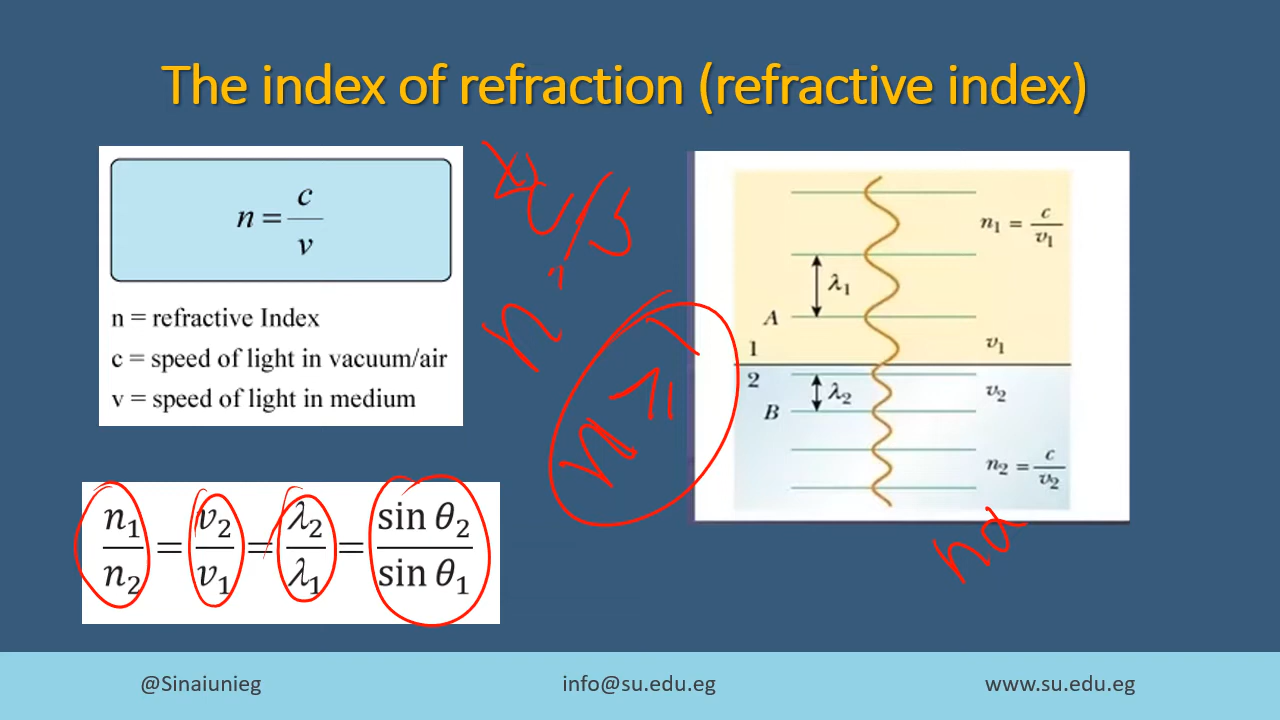 The index of refraction (refractive index)
n = c/v
n = refractive Index
c = speed of light in vacuum/air
v = speed of light in medium
n₁/n₂ = v₂/v₁ = λ₂/λ₁ = sin θ₂/sin θ₁
n₁ = c/v₁
λ₁
A
1
v₁
2
v₂
λ₂
B
n₂ = c/v₂
@Sinaiunieg
info@su.edu.eg
www.su.edu.eg